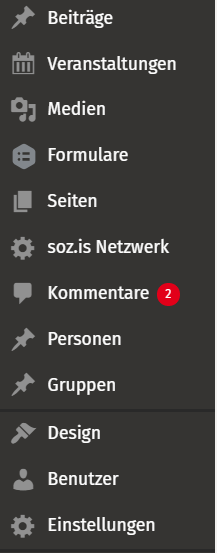 Beiträge
Veranstaltungen
Medien
Formulare
Seiten
soz.is Netzwerk
Kommentare 2
Personen
Gruppen
Design
Benutzer
Einstellungen